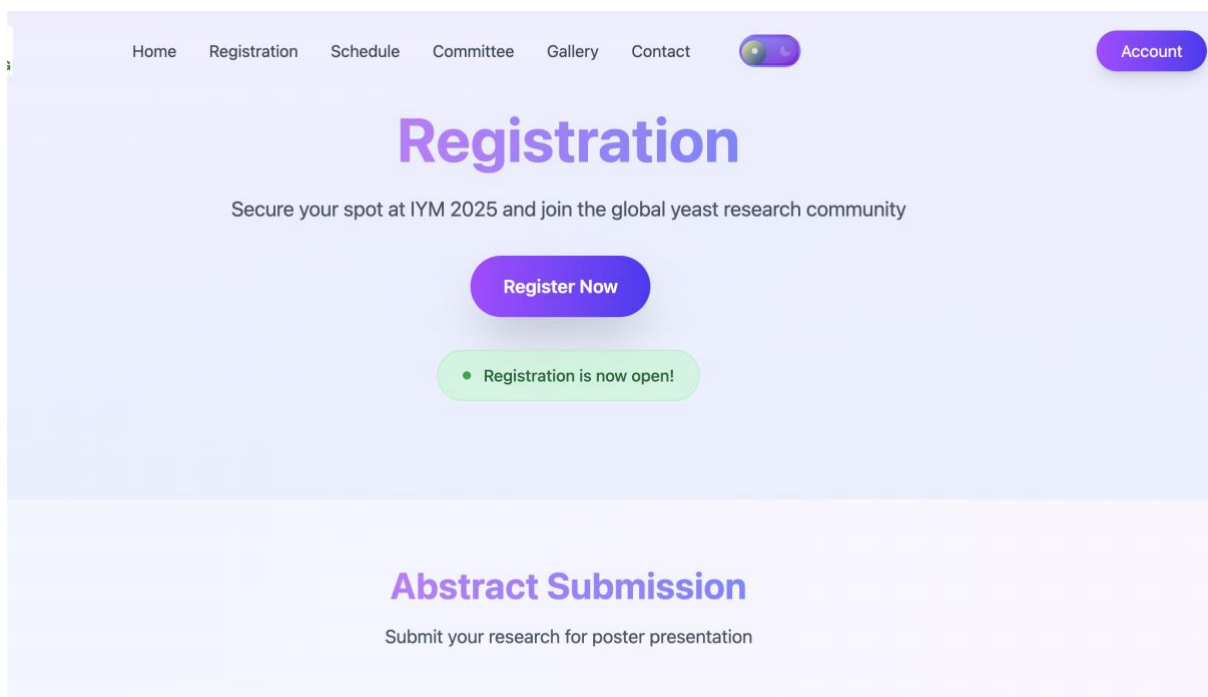 Home Registration Schedule Committee Gallery Contact Account
Registration
Secure your spot at IYM 2025 and join the global yeast research community
Register Now
Registration is now open!
Abstract Submission
Submit your research for poster presentation